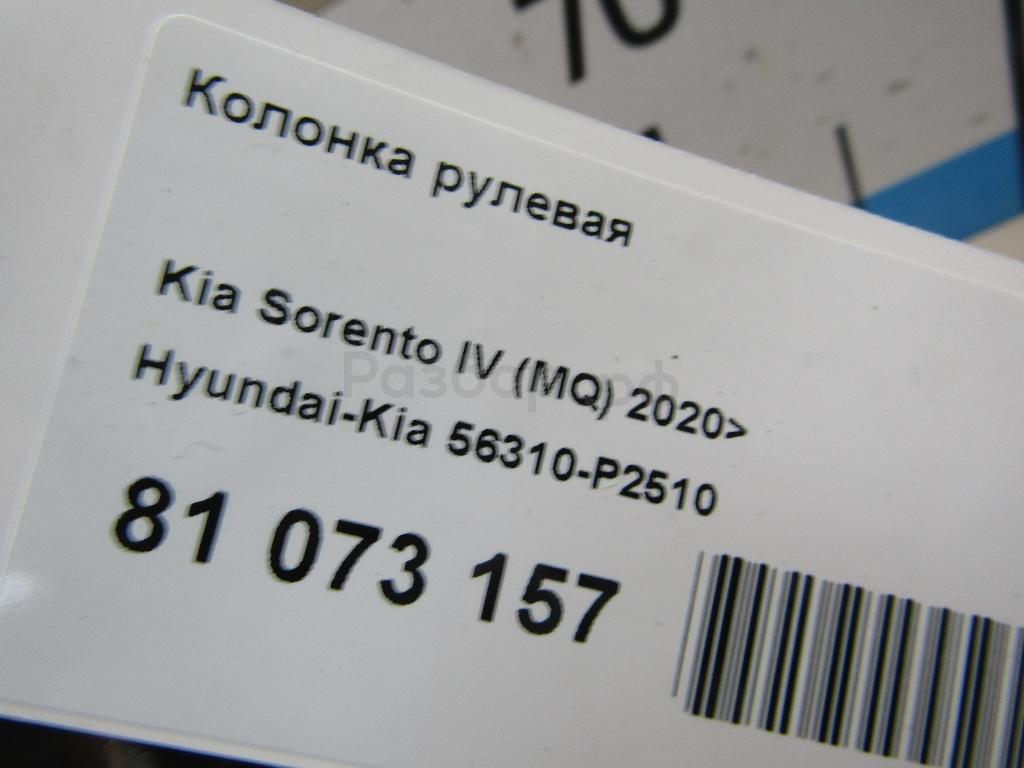 Колонка рулевая
Kia Sorento IV (MQ) 2020>
Hyundai-Kia 56310-P2510
81 073 157